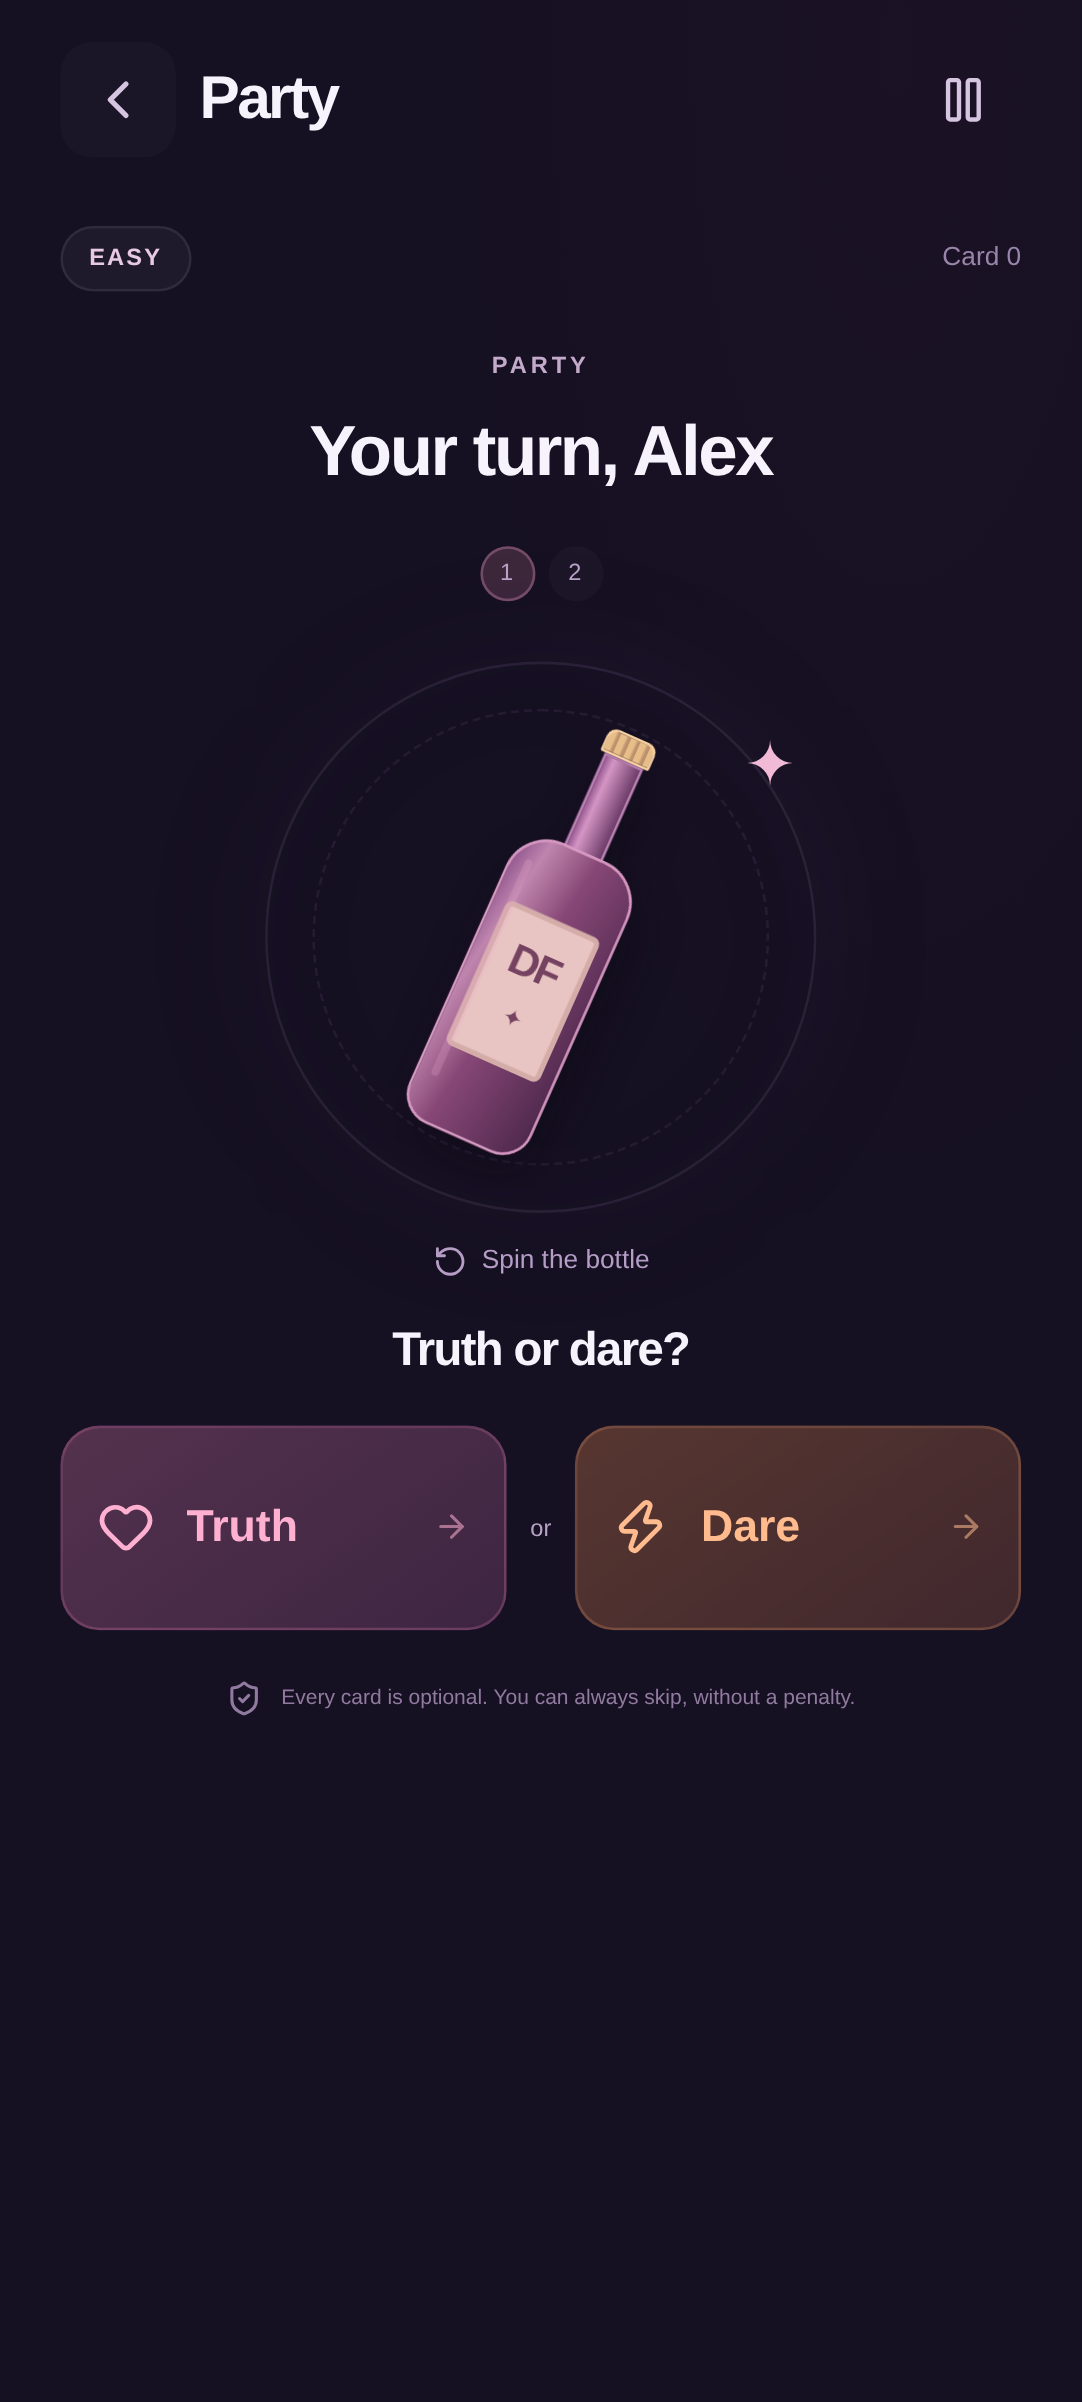 Party
EASY
Card 0
PARTY
Your turn, Alex
1 2
DF
Spin the bottle
Truth or dare?
Truth or Dare
Every card is optional. You can always skip, without a penalty.